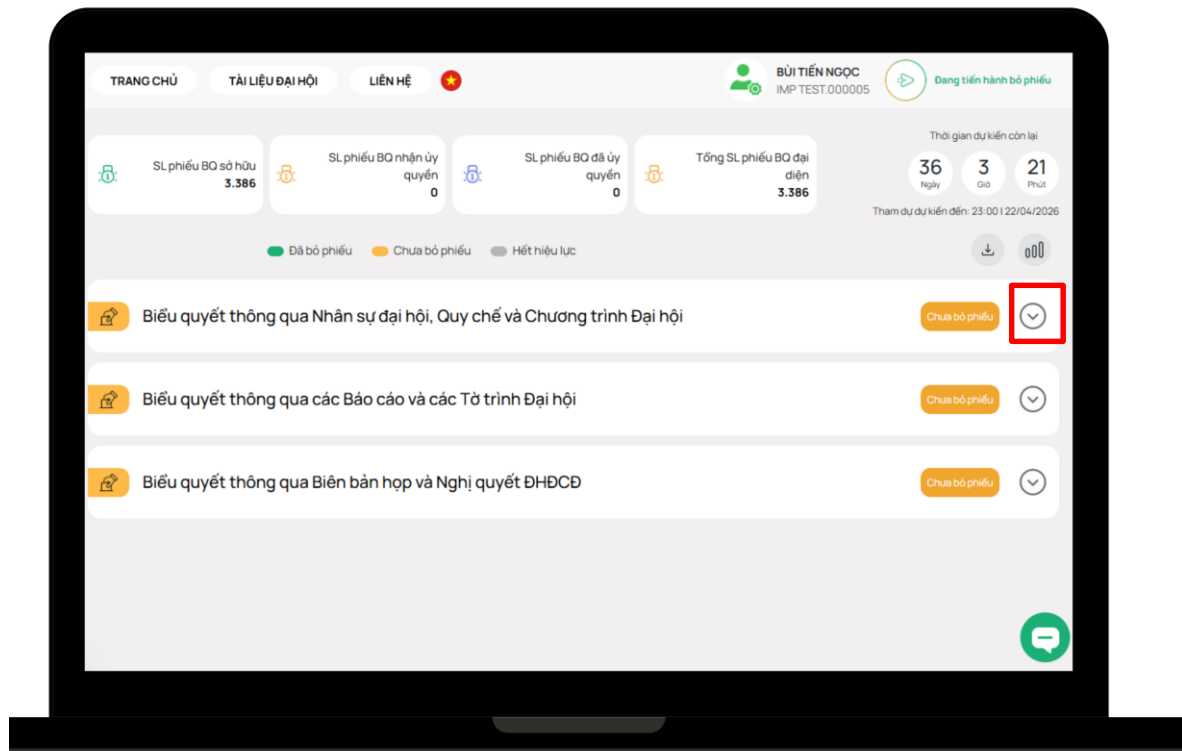 TRANG CHỦ TÀI LIỆU ĐẠI HỘI LIÊN HỆ
BÙI TIẾN NGỌC
IMP TEST.000005
Đang tiến hành bỏ phiếu
SL phiếu BQ sở hữu
3.386
SL phiếu BQ nhận ủy
quyền
0
SL phiếu BQ đã ủy
quyền
0
Tổng SL phiếu BQ đại
diện
3.386
Thời gian dự kiến còn lại
36 3 21
Ngày Giờ Phút
Tham dự dự kiến đến: 23:00 | 22/04/2026
Đã bỏ phiếu Chưa bỏ phiếu Hết hiệu lực
Biểu quyết thông qua Nhân sự đại hội, Quy chế và Chương trình Đại hội Chưa bỏ phiếu
Biểu quyết thông qua các Báo cáo và các Tờ trình Đại hội Chưa bỏ phiếu
Biểu quyết thông qua Biên bản họp và Nghị quyết ĐHĐCĐ Chưa bỏ phiếu